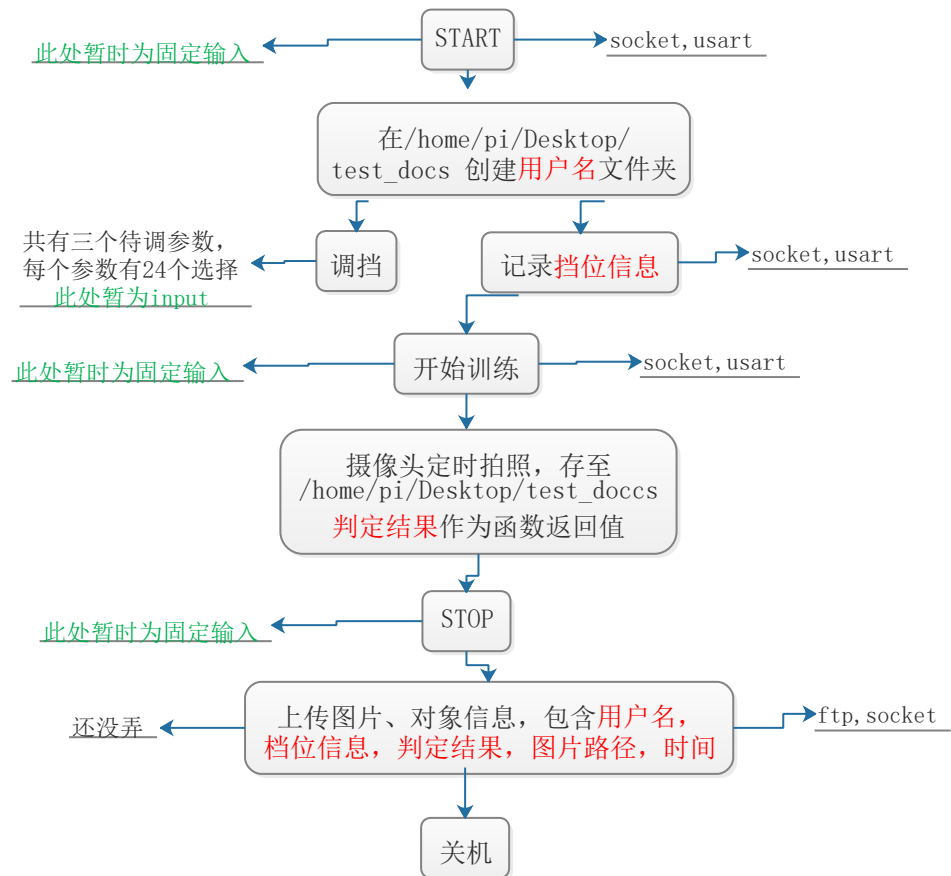 此处暂时为固定输入
START
socket,usart
在/home/pi/Desktop/
test_docs 创建用户名文件夹
共有三个待调参数,
每个参数有24个选择
此处暂为input
调挡
记录挡位信息
socket,usart
此处暂时为固定输入
开始训练
socket,usart
摄像头定时拍照，存至
/home/pi/Desktop/test_doccs
判定结果作为函数返回值
此处暂时为固定输入
STOP
还没弄
上传图片、对象信息，包含用户名，
档位信息，判定结果，图片路径，时间
ftp,socket
关机